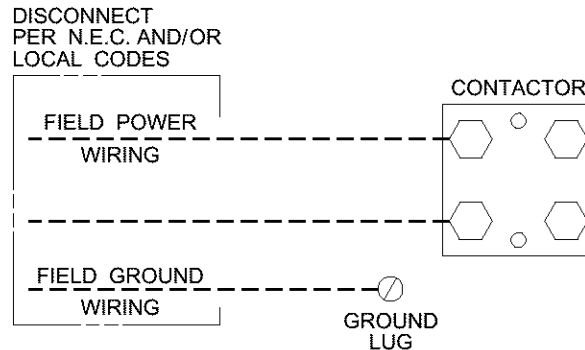 DISCONNECT
PER N.E.C. AND/OR
LOCAL CODES
CONTACTOR
FIELD POWER
WIRING
FIELD GROUND
WIRING
GROUND
LUG